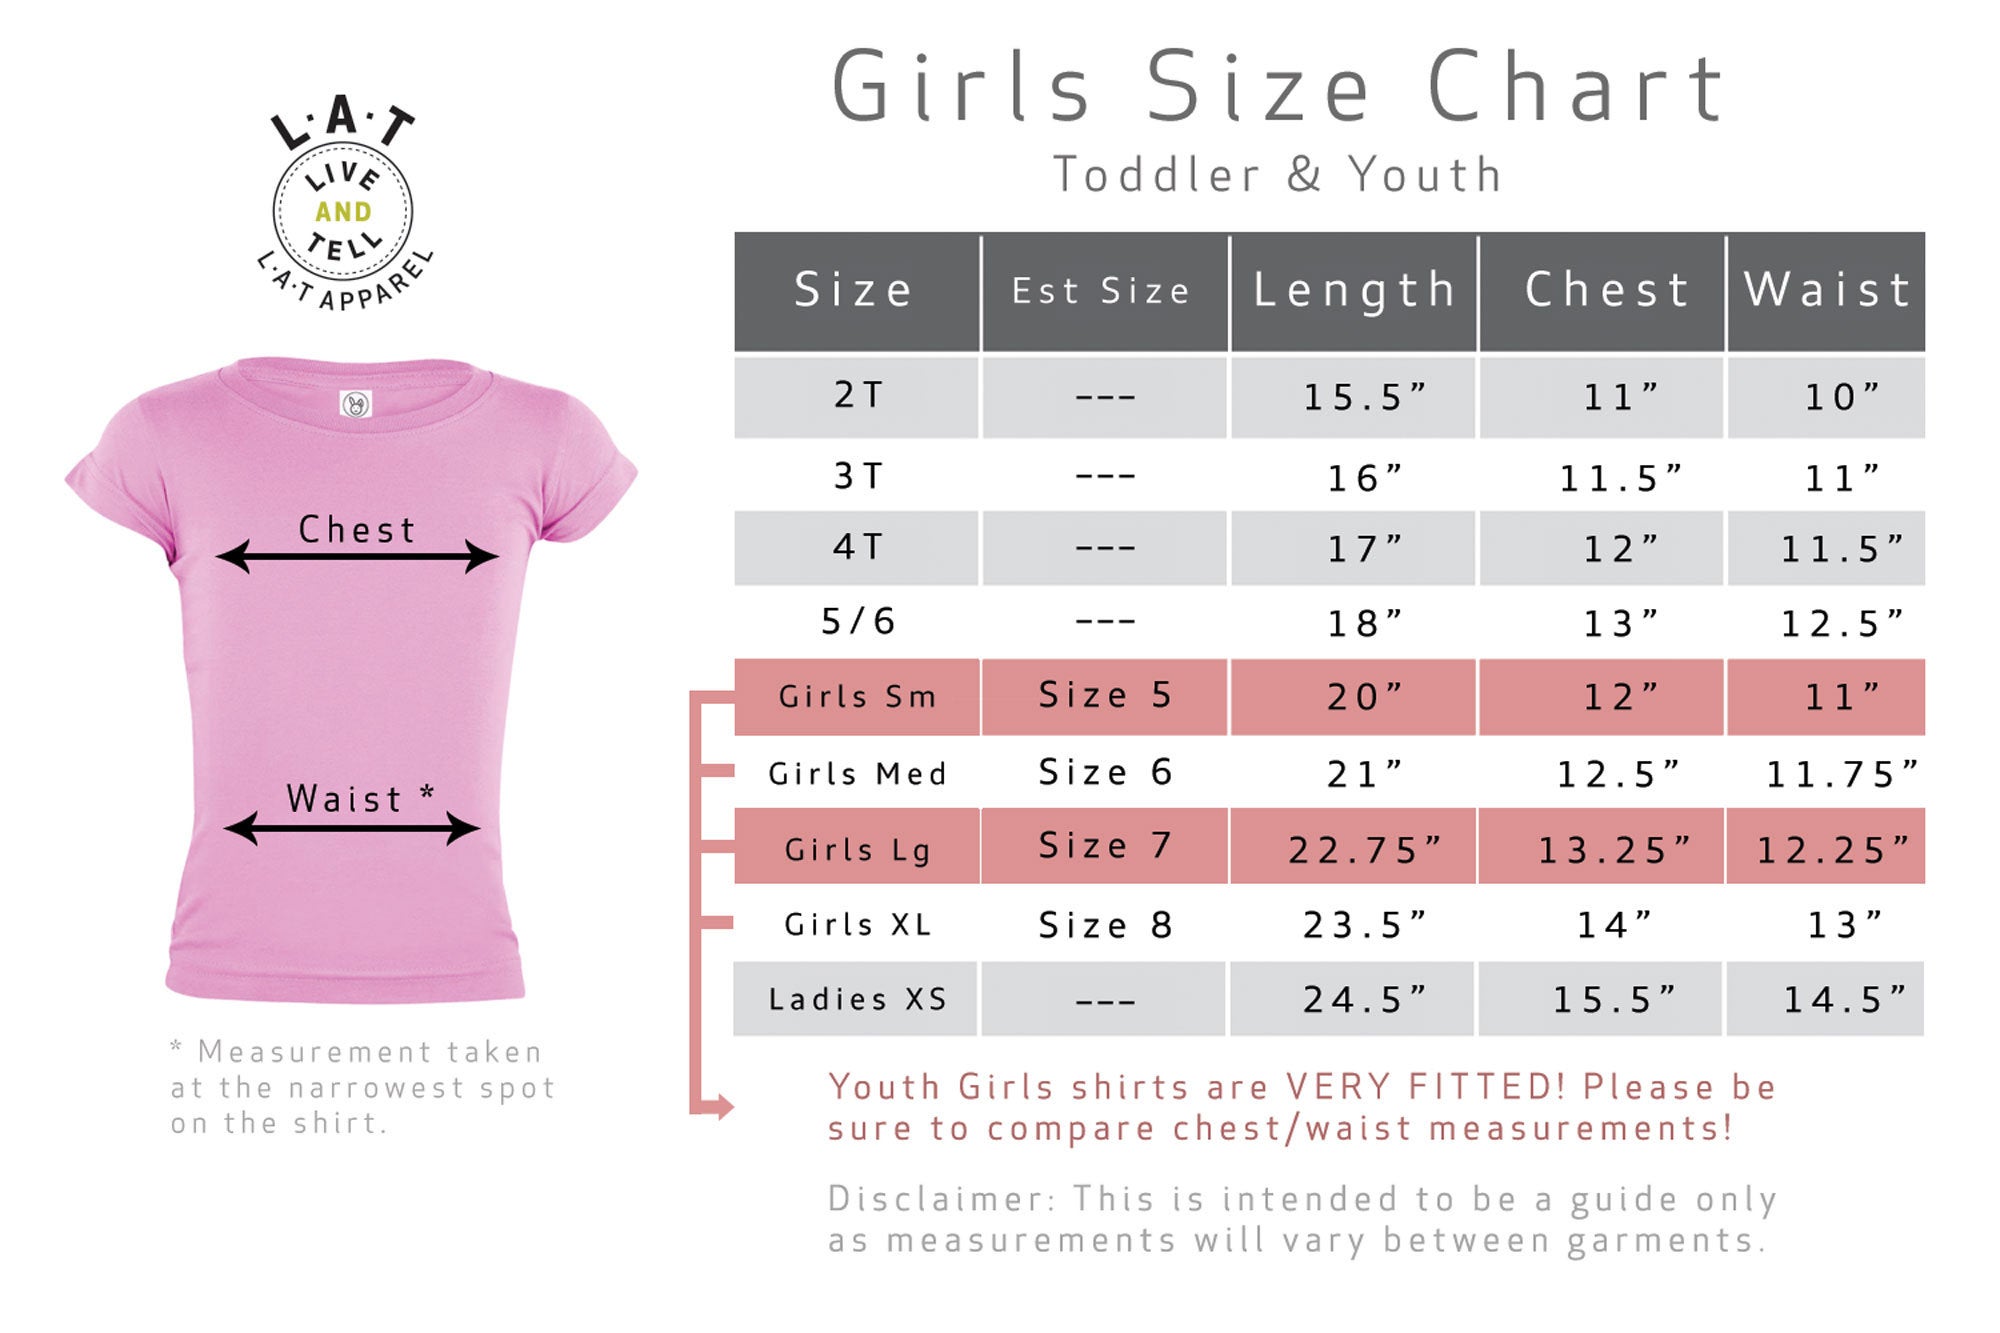 L·A·T
LIVE
AND
TELL
L·A·T APPAREL
Chest
Waist *
* Measurement taken
at the narrowest spot
on the shirt.
Girls Size Chart
Toddler & Youth
Size Est Size Length Chest Waist
2T --- 15.5” 11” 10”
3T --- 16” 11.5” 11”
4T --- 17” 12” 11.5”
5/6 --- 18” 13” 12.5”
Girls Sm Size 5 20” 12” 11”
Girls Med Size 6 21” 12.5” 11.75”
Girls Lg Size 7 22.75” 13.25” 12.25”
Girls XL Size 8 23.5” 14” 13”
Ladies XS --- 24.5” 15.5” 14.5”
Youth Girls shirts are VERY FITTED! Please be
sure to compare chest/waist measurements!
Disclaimer: This is intended to be a guide only
as measurements will vary between garments.